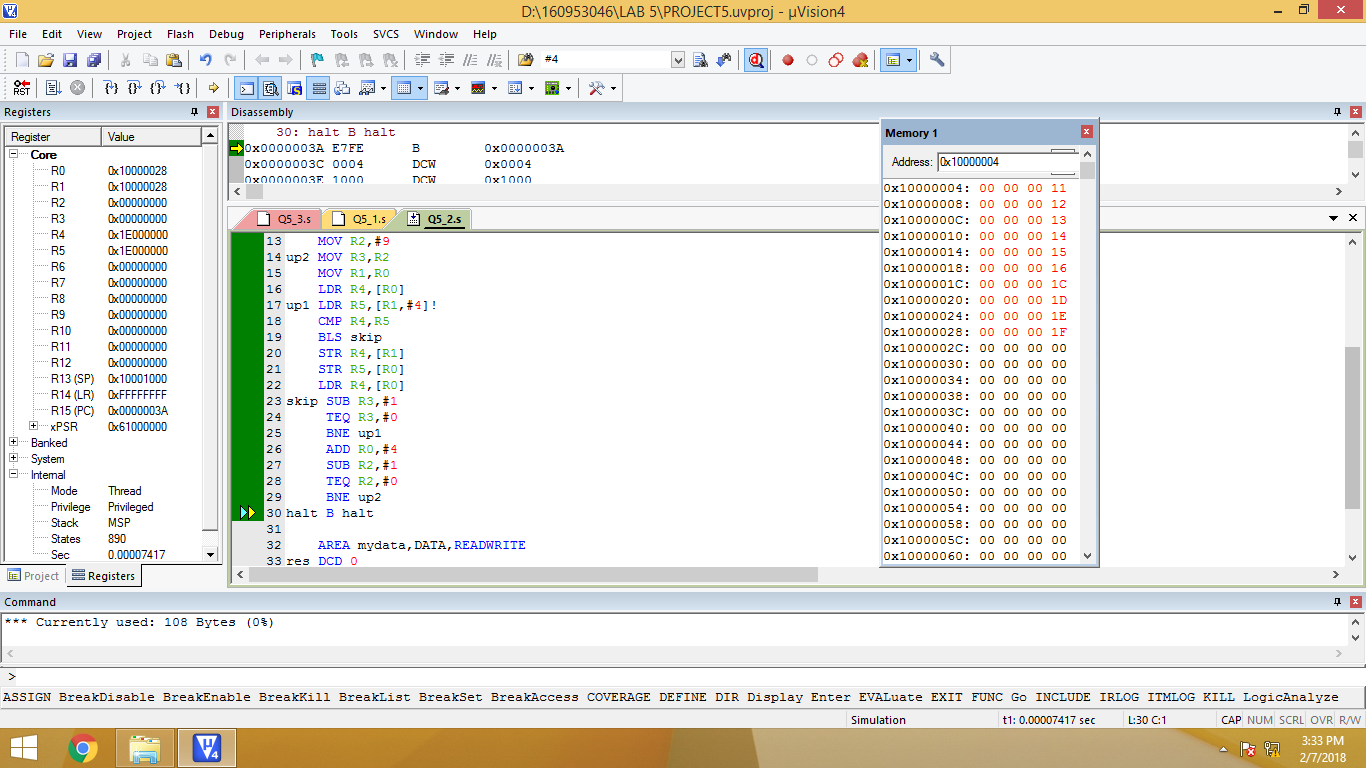 D:\160953046\LAB 5\PROJECT5.uvproj - µVision4
File Edit View Project Flash Debug Peripherals Tools SVCS Window Help
#4
RST
Registers
Register Value
Core
R0 0x10000028
R1 0x10000028
R2 0x00000000
R3 0x00000000
R4 0x1E000000
R5 0x1E000000
R6 0x00000000
R7 0x00000000
R8 0x00000000
R9 0x00000000
R10 0x00000000
R11 0x00000000
R12 0x00000000
R13 (SP) 0x10001000
R14 (LR) 0xFFFFFFFF
R15 (PC) 0x0000003A
xPSR 0x61000000
Banked
System
Internal
Mode Thread
Privilege Privileged
Stack MSP
States 890
Sec 0.00007417
Project Registers
Disassembly
30: halt B halt
0x0000003A E7FE B 0x0000003A
0x0000003C 0004 DCW 0x0004
0x0000003E 1000 DCW 0x1000
Q5_3.s Q5_1.s Q5_2.s
13 MOV R2,#9
14 up2 MOV R3,R2
15 MOV R1,R0
16 LDR R4,[R0]
17 up1 LDR R5,[R1,#4]!
18 CMP R4,R5
19 BLS skip
20 STR R4,[R1]
21 STR R5,[R0]
22 LDR R4,[R0]
23 skip SUB R3,#1
24 TEQ R3,#0
25 BNE up1
26 ADD R0,#4
27 SUB R2,#1
28 TEQ R2,#0
29 BNE up2
30 halt B halt
31
32 AREA mydata,DATA,READWRITE
33 res DCD 0
Memory 1
Address: 0x10000004
0x10000004: 00 00 00 11
0x10000008: 00 00 00 12
0x1000000C: 00 00 00 13
0x10000010: 00 00 00 14
0x10000014: 00 00 00 15
0x10000018: 00 00 00 16
0x1000001C: 00 00 00 1C
0x10000020: 00 00 00 1D
0x10000024: 00 00 00 1E
0x10000028: 00 00 00 1F
0x1000002C: 00 00 00 00
0x10000030: 00 00 00 00
0x10000034: 00 00 00 00
0x10000038: 00 00 00 00
0x1000003C: 00 00 00 00
0x10000040: 00 00 00 00
0x10000044: 00 00 00 00
0x10000048: 00 00 00 00
0x1000004C: 00 00 00 00
0x10000050: 00 00 00 00
0x10000054: 00 00 00 00
0x10000058: 00 00 00 00
0x1000005C: 00 00 00 00
0x10000060: 00 00 00 00
Command
*** Currently used: 108 Bytes (0%)
>
ASSIGN BreakDisable BreakEnable BreakKill BreakList BreakSet BreakAccess COVERAGE DEFINE DIR Display Enter EVALuate EXIT FUNC Go INCLUDE IRLOG ITMLOG KILL LogicAnalyze
Simulation t1: 0.00007417 sec L:30 C:1 CAP NUM SCRL OVR R/W
3:33 PM
2/7/2018